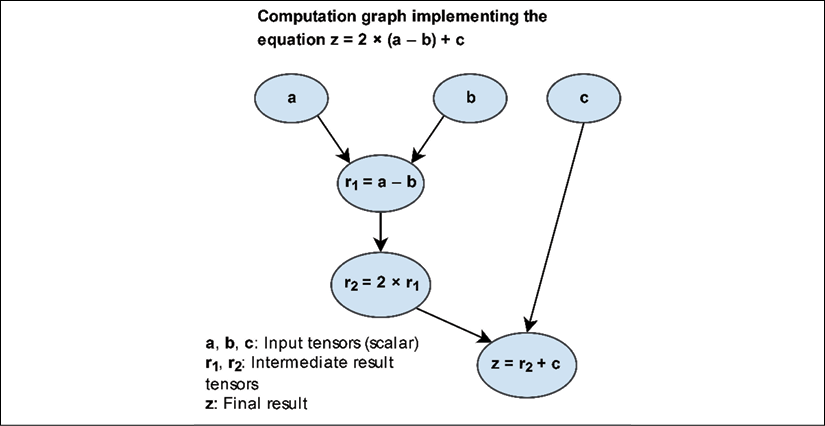 Computation graph implementing the
equation z = 2 × (a – b) + c
a
b
c
r₁ = a – b
r₂ = 2 × r₁
z = r₂ + c
a, b, c: Input tensors (scalar)
r₁, r₂: Intermediate result
tensors
z: Final result